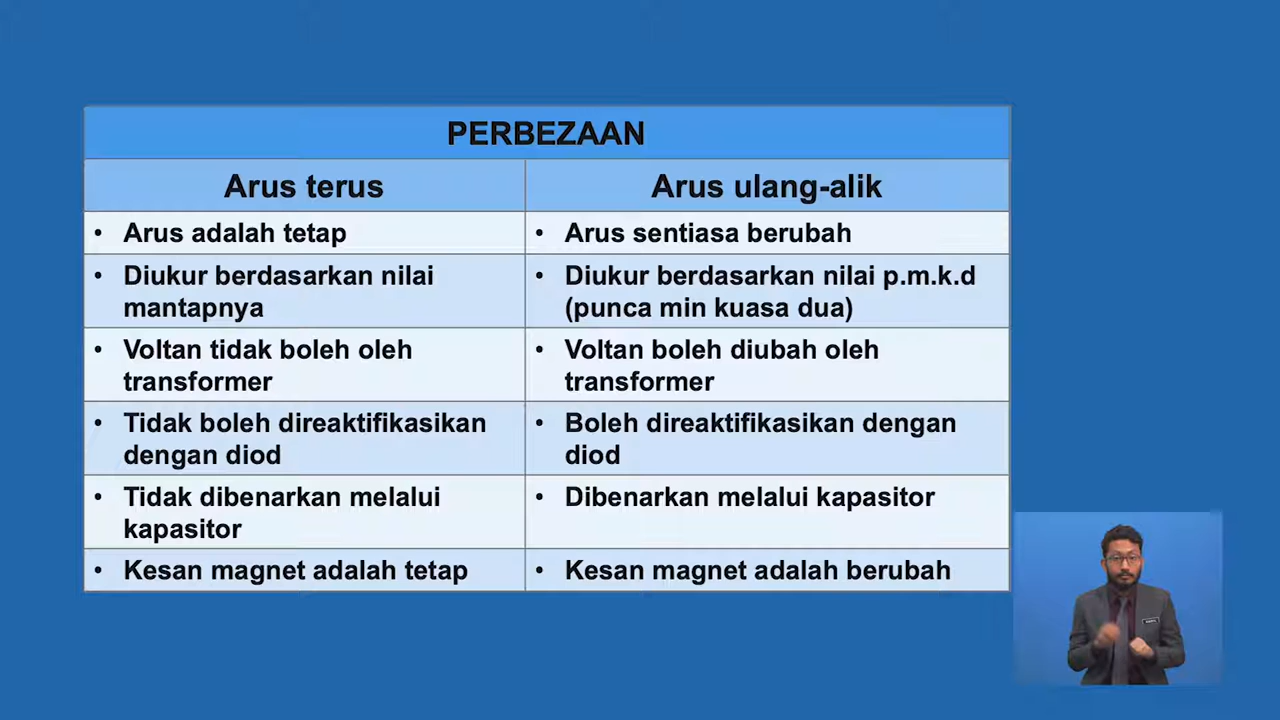 PERBEZAAN
Arus terus
Arus ulang-alik
• Arus adalah tetap
• Arus sentiasa berubah
• Diukur berdasarkan nilai
mantapnya
• Diukur berdasarkan nilai p.m.k.d
(punca min kuasa dua)
• Voltan tidak boleh oleh
transformer
• Voltan boleh diubah oleh
transformer
• Tidak boleh direaktifikasikan
dengan diod
• Boleh direaktifikasikan dengan
diod
• Tidak dibenarkan melalui
kapasitor
• Dibenarkan melalui kapasitor
• Kesan magnet adalah tetap
• Kesan magnet adalah berubah